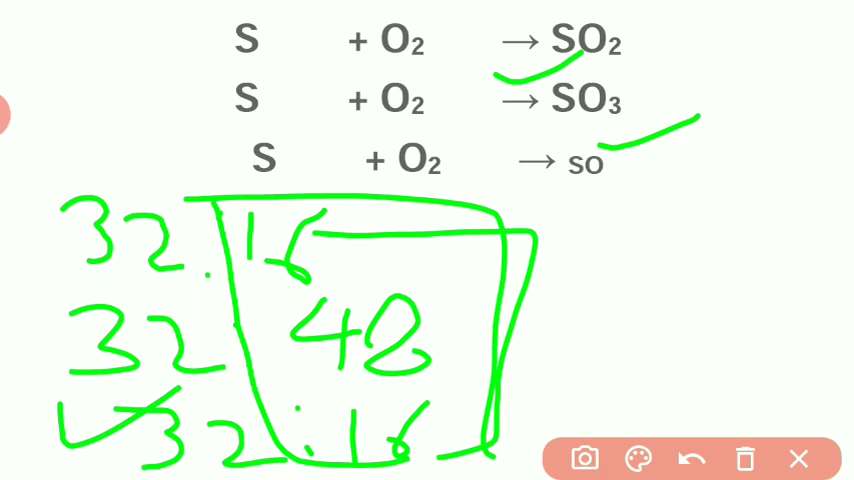 S + O₂ → SO₂
S + O₂ → SO₃
S + O₂ → SO
32 . 16
32 48
32 : 16